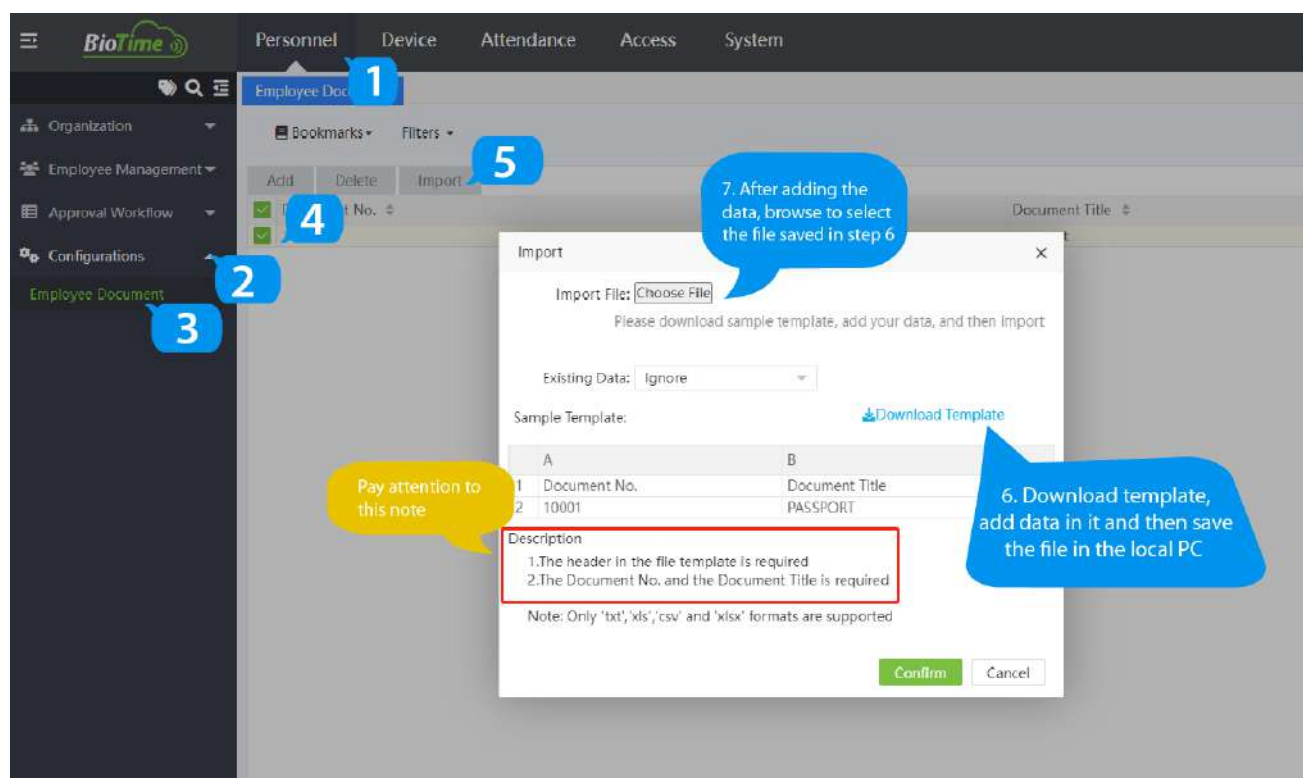 BioTime
Personnel Device Attendance Access System
1
Employee Doc
Organization
Bookmarks Filters
5
Employee Management
Add Delete Import
7. After adding the
data, browse to select
the file saved in step 6
Approval Workflow
4
t No.
Document Title
Configurations
2
Employee Document
3
Import
Import File: Choose File
Please download sample template, add your data, and then import
Existing Data: Ignore
Sample Template:
Download Template
A B
1 Document No. Document Title
2 10001 PASSPORT
Pay attention to
this note
6. Download template,
add data in it and then save
the file in the local PC
Description
1.The header in the file template is required
2.The Document No. and the Document Title is required
Note: Only 'txt','xls','csv' and 'xlsx' formats are supported
Confirm Cancel